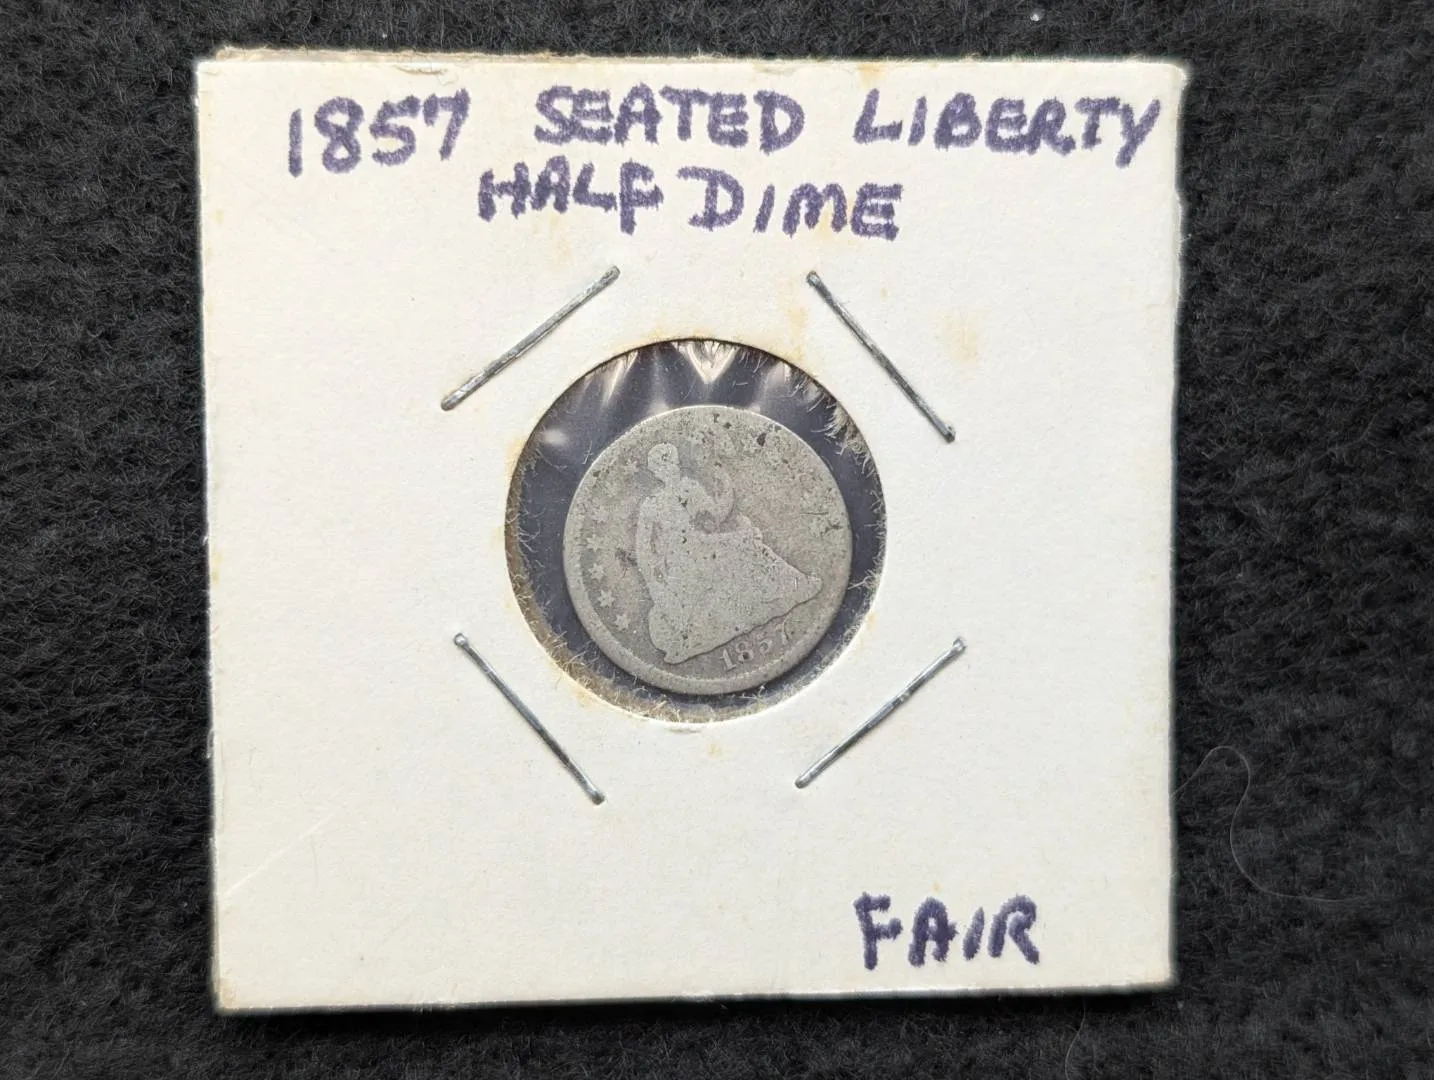 1857 SEATED LIBERTY
HALF DIME
1857
FAIR